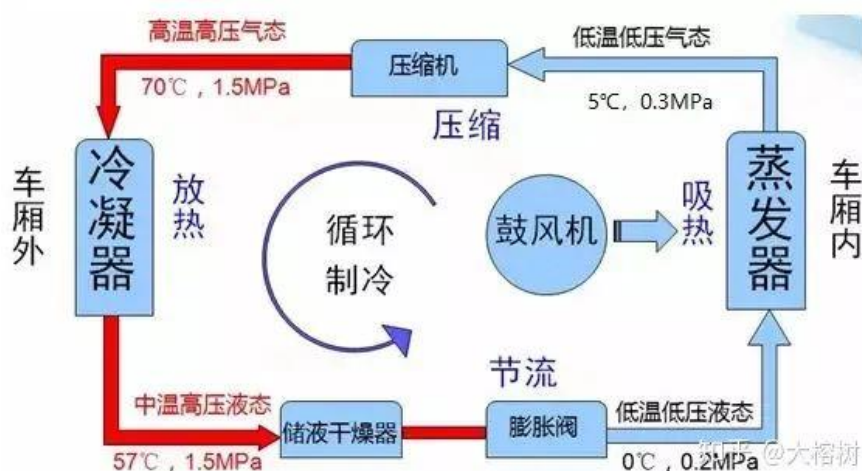 高温高压气态
压缩机
低温低压气态
70℃，1.5MPa
5℃，0.3MPa
压缩
车厢外
冷凝器
放热
循环
制冷
鼓风机
吸热
蒸发器
车厢内
节流
中温高压液态
储液干燥器
膨胀阀
低温低压液态
57℃，1.5MPa
0℃，0.2MPa
知乎 @大榕树